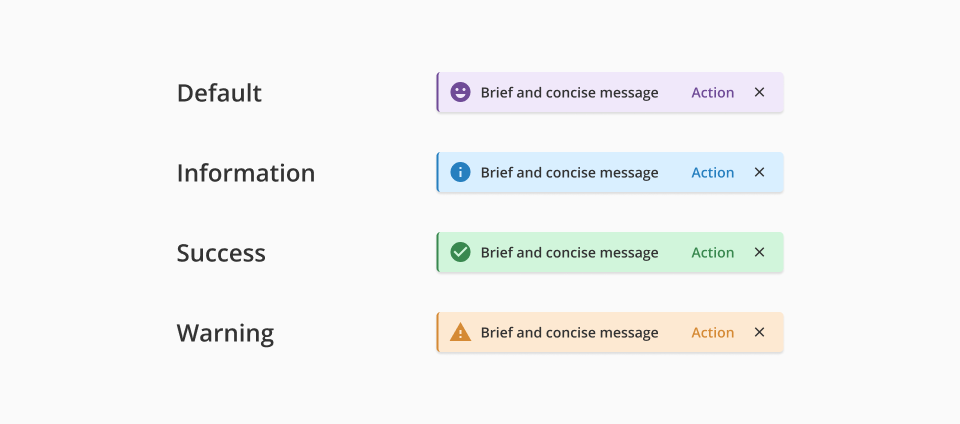 Default Brief and concise message Action
Information Brief and concise message Action
Success Brief and concise message Action
Warning Brief and concise message Action